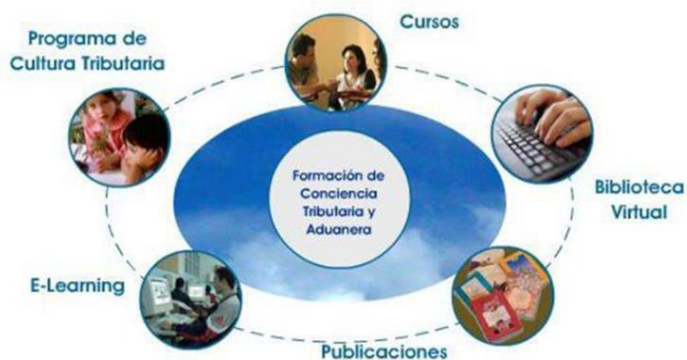 Cursos
Programa de
Cultura Tributaria
Formación de
Conciencia
Tributaria y
Aduanera
Biblioteca
Virtual
E-Learning
Publicaciones